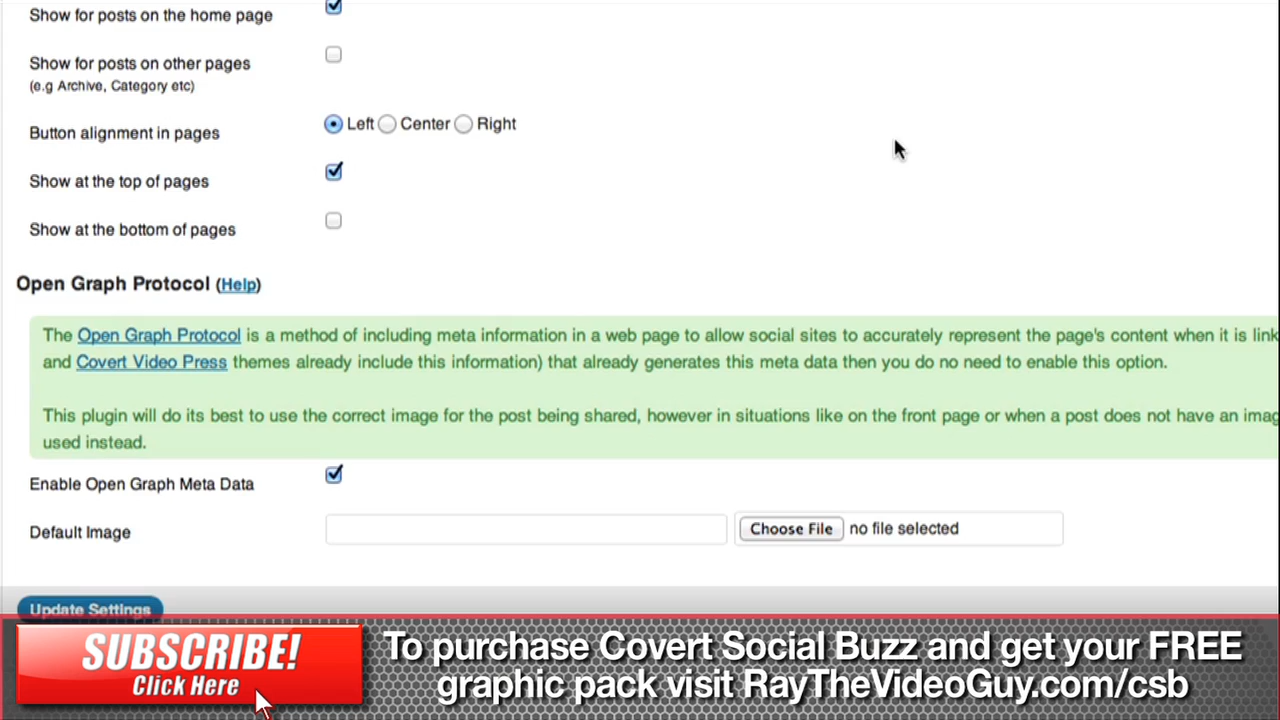 Show for posts on the home page
Show for posts on other pages
(e.g Archive, Category etc)
Button alignment in pages
Left Center Right
Show at the top of pages
Show at the bottom of pages
Open Graph Protocol (Help)
The Open Graph Protocol is a method of including meta information in a web page to allow social sites to accurately represent the page's content when it is link
and Covert Video Press themes already include this information) that already generates this meta data then you do no need to enable this option.
This plugin will do its best to use the correct image for the post being shared, however in situations like on the front page or when a post does not have an imag
used instead.
Enable Open Graph Meta Data
Default Image
Choose File no file selected
Update Settings
SUBSCRIBE!
Click Here
To purchase Covert Social Buzz and get your FREE
graphic pack visit RayTheVideoGuy.com/csb